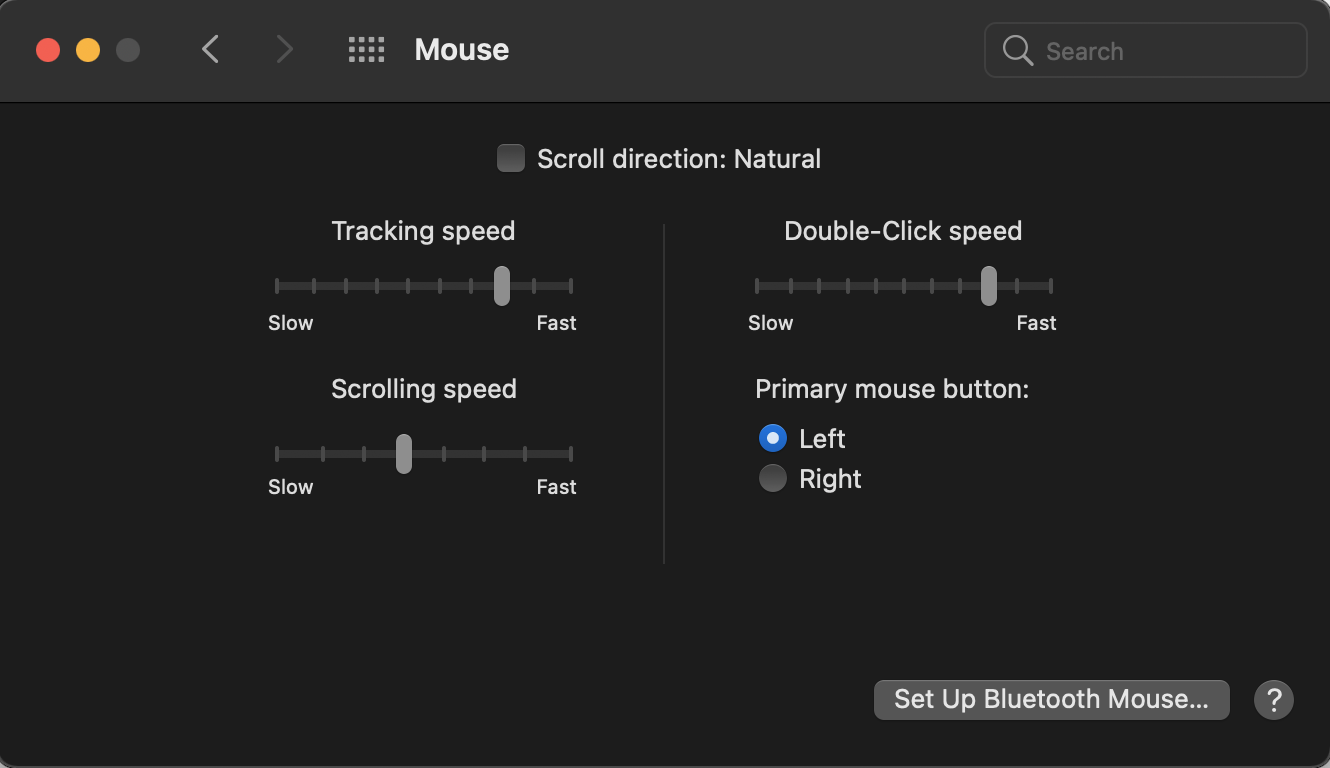 Mouse
Search
Scroll direction: Natural
Tracking speed
Slow
Fast
Scrolling speed
Slow
Fast
Double-Click speed
Slow
Fast
Primary mouse button:
Left
Right
Set Up Bluetooth Mouse...
?